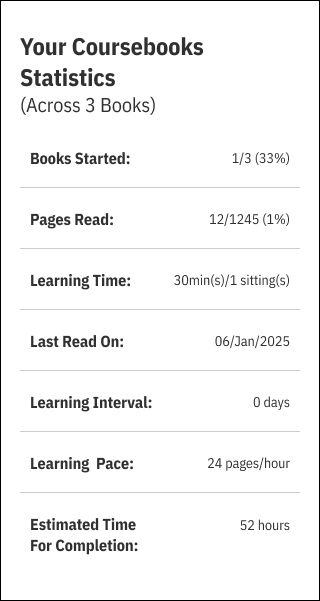 Your Coursebooks
Statistics
(Across 3 Books)
Books Started: 1/3 (33%)
Pages Read: 12/1245 (1%)
Learning Time: 30min(s)/1 sitting(s)
Last Read On: 06/Jan/2025
Learning Interval: 0 days
Learning  Pace: 24 pages/hour
Estimated Time 52 hours
For Completion: